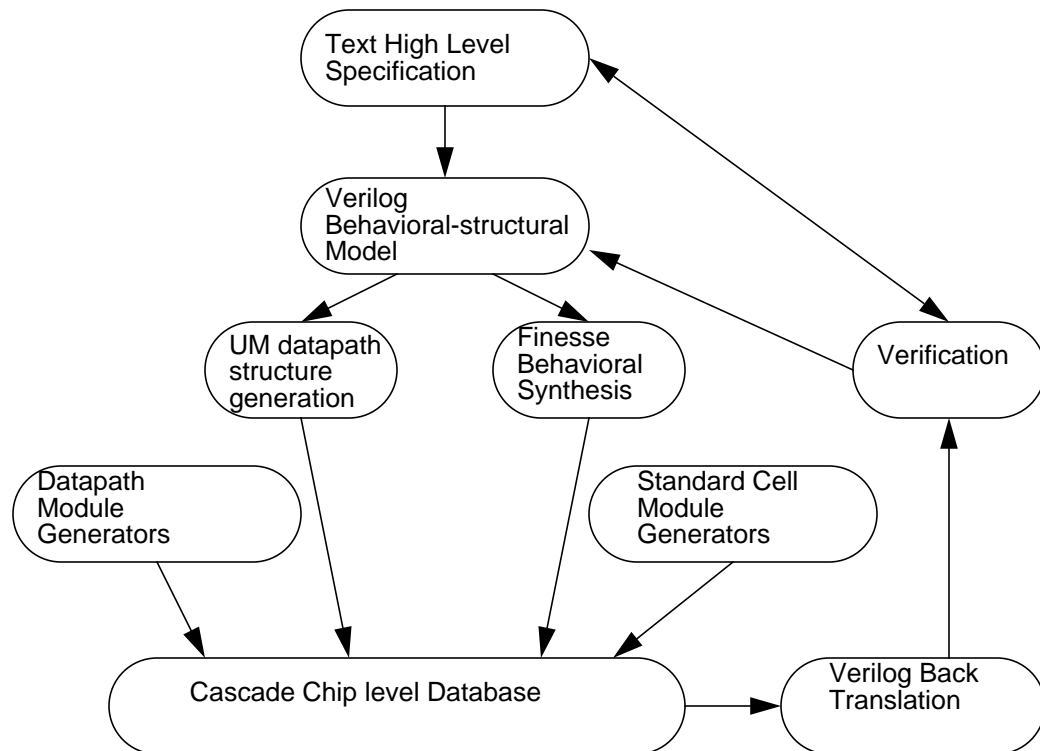 Text High Level
Specification
Verilog
Behavioral-structural
Model
UM datapath
structure
generation
Finesse
Behavioral
Synthesis
Verification
Datapath
Module
Generators
Standard Cell
Module
Generators
Cascade Chip level Database
Verilog Back
Translation